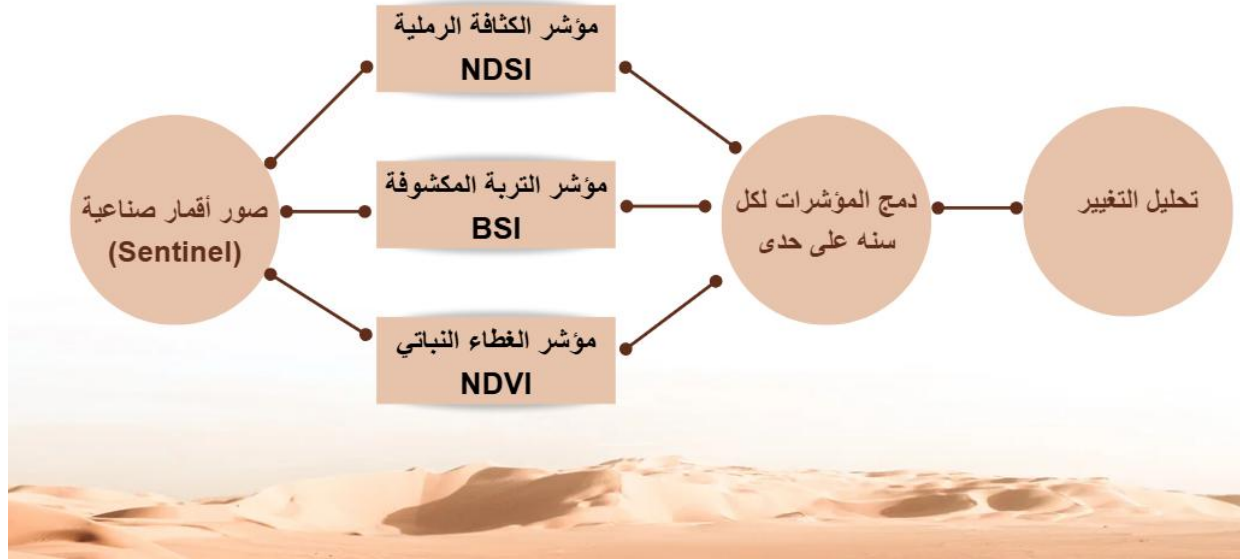 مؤشر الكثافة الرملية
NDSI
صور أقمار صناعية
(Sentinel)
مؤشر التربة المكشوفة
BSI
مؤشر الغطاء النباتي
NDVI
دمج المؤشرات لكل
سنه على حدى
تحليل التغيير